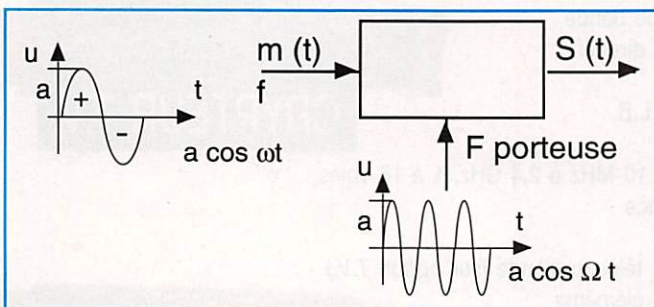 u
a
+
-
t
a cos ωt
m (t)
f
S (t)
F porteuse
u
a
t
a cos Ω t